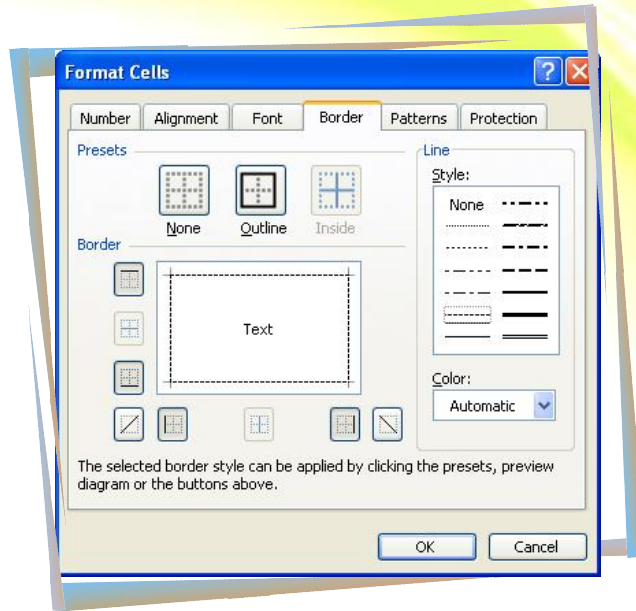 Format Cells
Number Alignment Font Border Patterns Protection
Presets
None Outline Inside
Border
Text
Line
Style:
None
Color:
Automatic
The selected border style can be applied by clicking the presets, preview
diagram or the buttons above.
OK Cancel